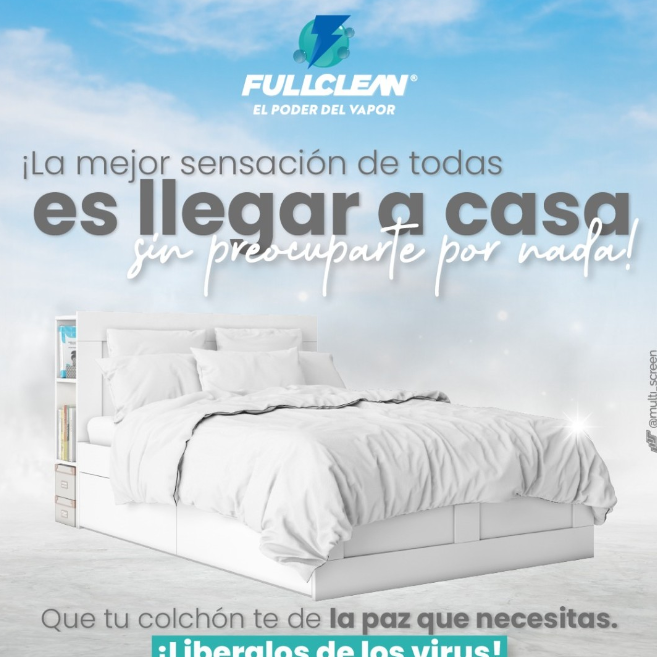 FULLCLEAN®
EL PODER DEL VAPOR
¡La mejor sensación de todas
es llegar a casa
sin preocuparte por nada!
@multi_screen
Que tu colchón te de la paz que necesitas.
¡Liberalos de los virus!